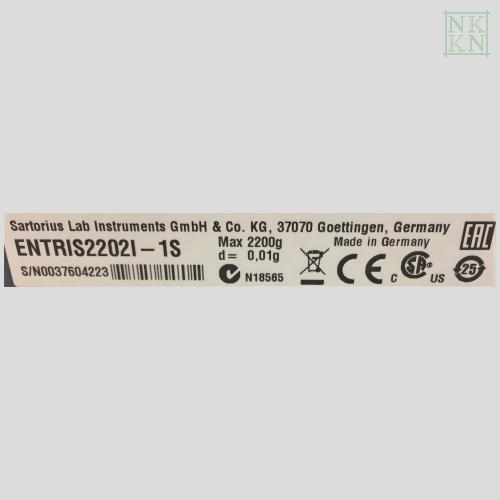 NK
KN
Sartorius Lab Instruments GmbH & Co. KG, 37070 Goettingen, Germany
ENTRIS2202I–1S Max 2200g Made in Germany EAC
d= 0,01g
S/N0037604223 N18565 CE C SA® US 25